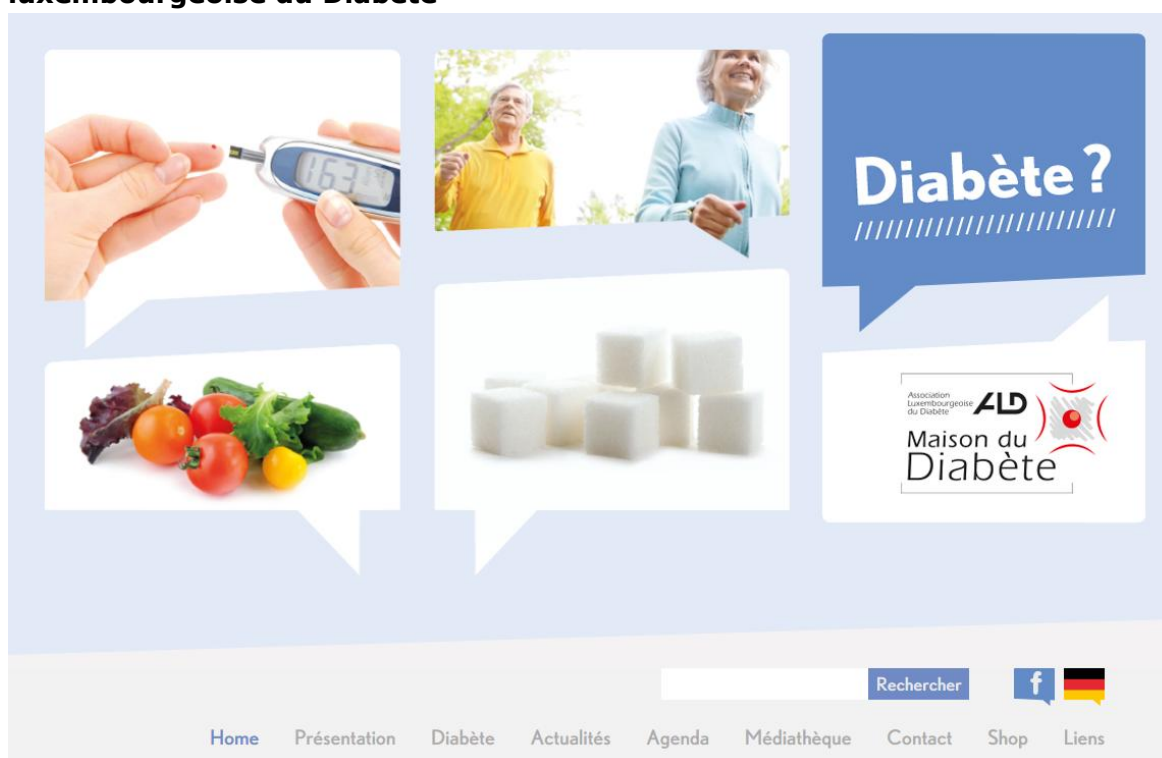 luxembourgeoise du Diabète
163
Diabète ?
Association
Luxembourgeoise
du Diabète
ALD
Maison du
Diabète
Rechercher
f
Home Présentation Diabète Actualités Agenda Médiathèque Contact Shop Liens